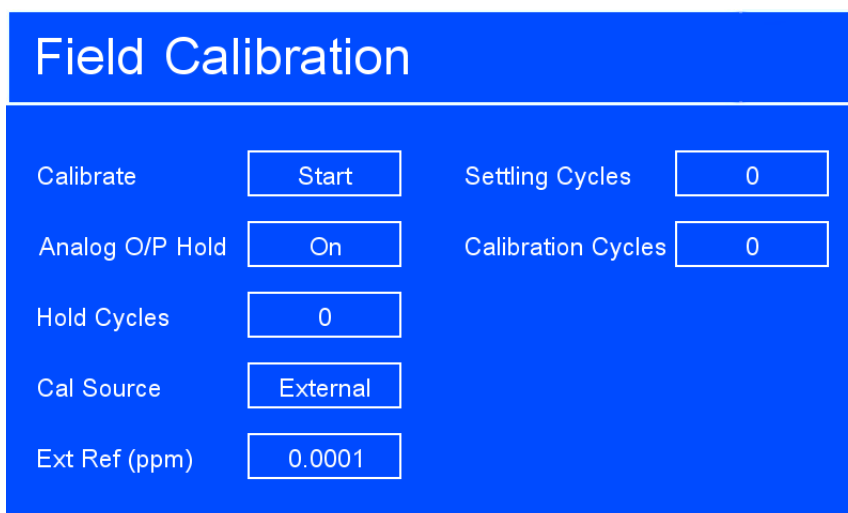 Field Calibration
Calibrate Start Settling Cycles 0
Analog O/P Hold On Calibration Cycles 0
Hold Cycles 0
Cal Source External
Ext Ref (ppm) 0.0001